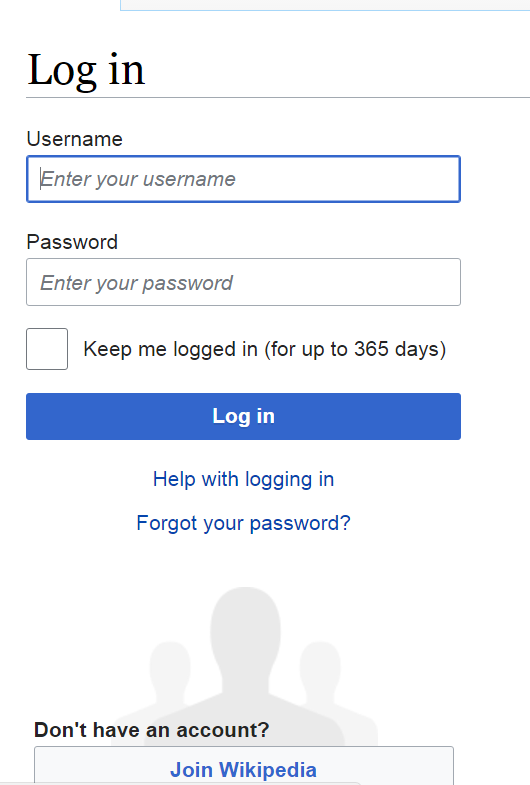 Log in
Username
Enter your username
Password
Enter your password
Keep me logged in (for up to 365 days)
Log in
Help with logging in
Forgot your password?
Don't have an account?
Join Wikipedia